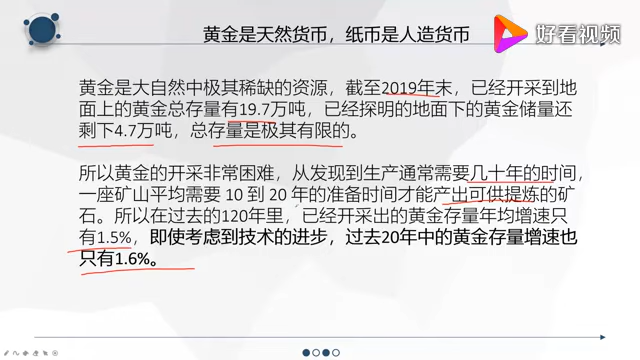 黄金是天然货币，纸币是人造货币
好看视频
黄金是大自然中极其稀缺的资源，截至2019年末，已经开采到地
面上的黄金总存量有19.7万吨，已经探明的地面下的黄金储量还
剩下4.7万吨，总存量是极其有限的。
所以黄金的开采非常困难，从发现到生产通常需要几十年的时间，
一座矿山平均需要 10 到 20 年的准备时间才能产出可供提炼的矿
石。所以在过去的120年里，已经开采出的黄金存量年均增速只
有1.5%，即使考虑到技术的进步，过去20年中的黄金存量增速也
只有1.6%。